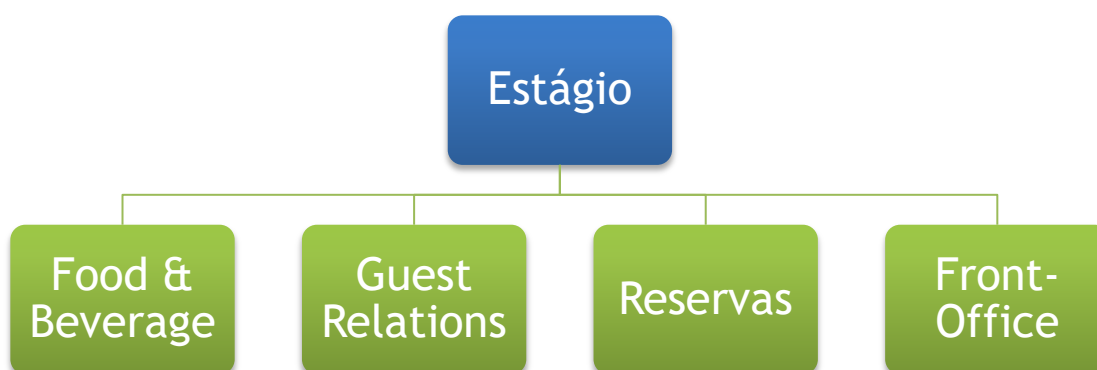 Estágio
Food &
Beverage
Guest
Relations
Reservas
Front-
Office